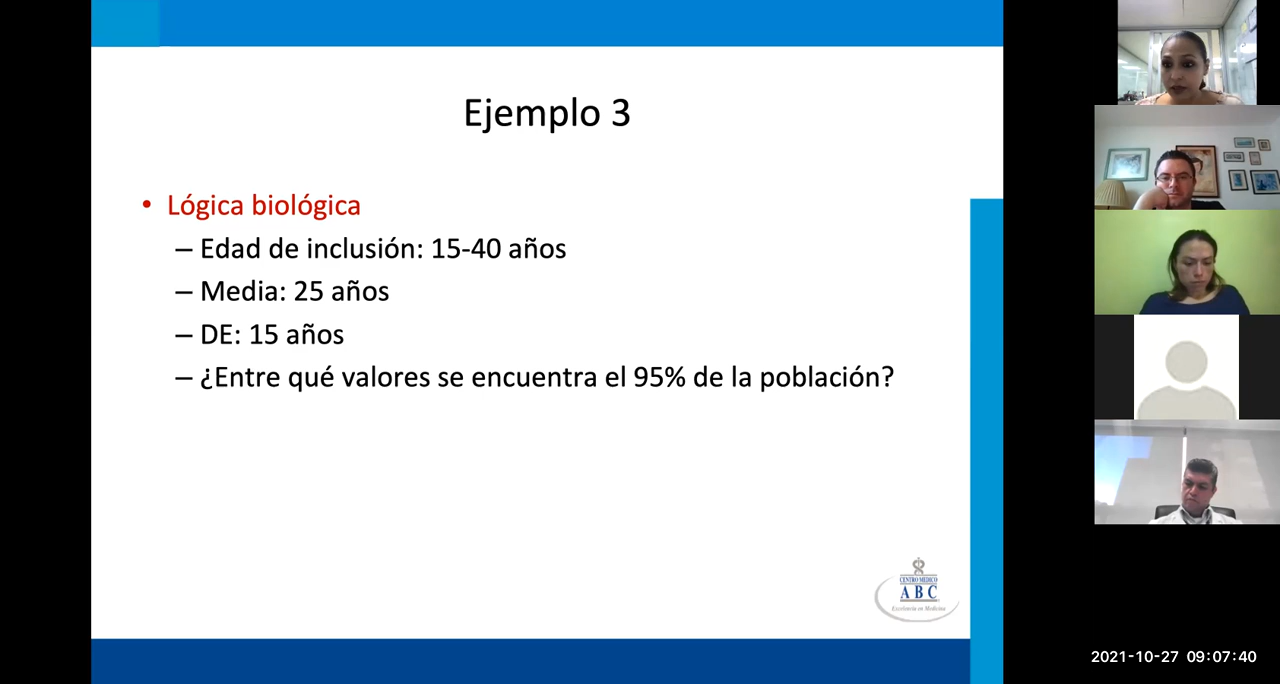 Ejemplo 3
• Lógica biológica
– Edad de inclusión: 15-40 años
– Media: 25 años
– DE: 15 años
– ¿Entre qué valores se encuentra el 95% de la población?
CENTRO MEDICO
ABC
Excelencia en Medicina
2021-10-27 09:07:40